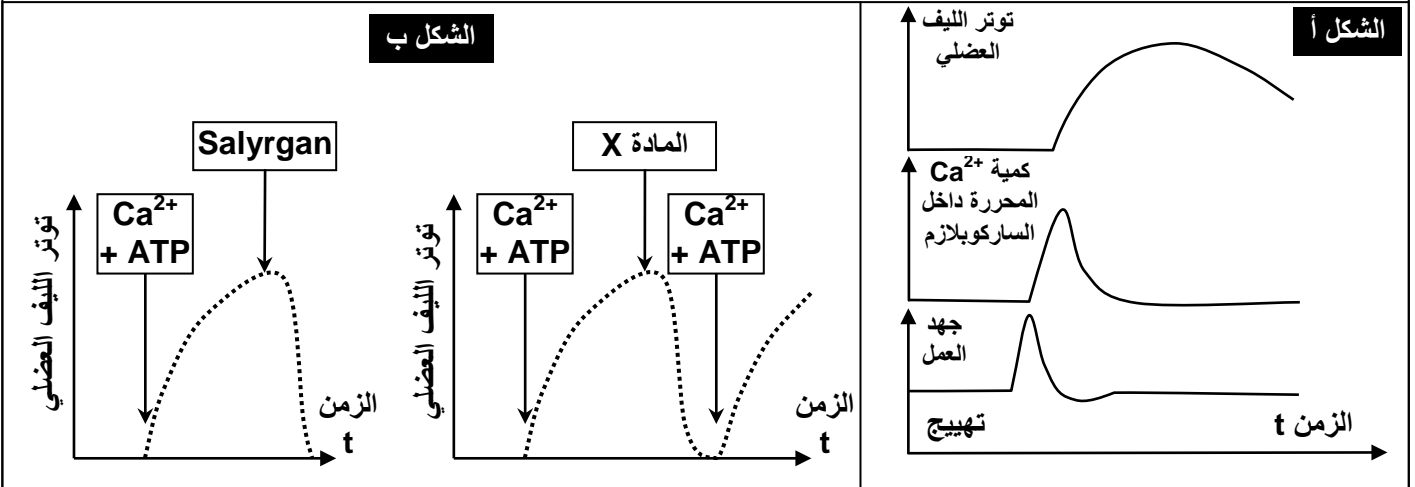 الشكل أ
توتر الليف
العضلي
كمية Ca²⁺
المحررة داخل
الساركوبلازم
جهد
العمل
تهييج
الزمن t
الشكل ب
المادة X
Ca²⁺
+ ATP
Ca²⁺
+ ATP
توتر الليف العضلي
الزمن
t
Salyrgan
Ca²⁺
+ ATP
توتر الليف العضلي
الزمن
t